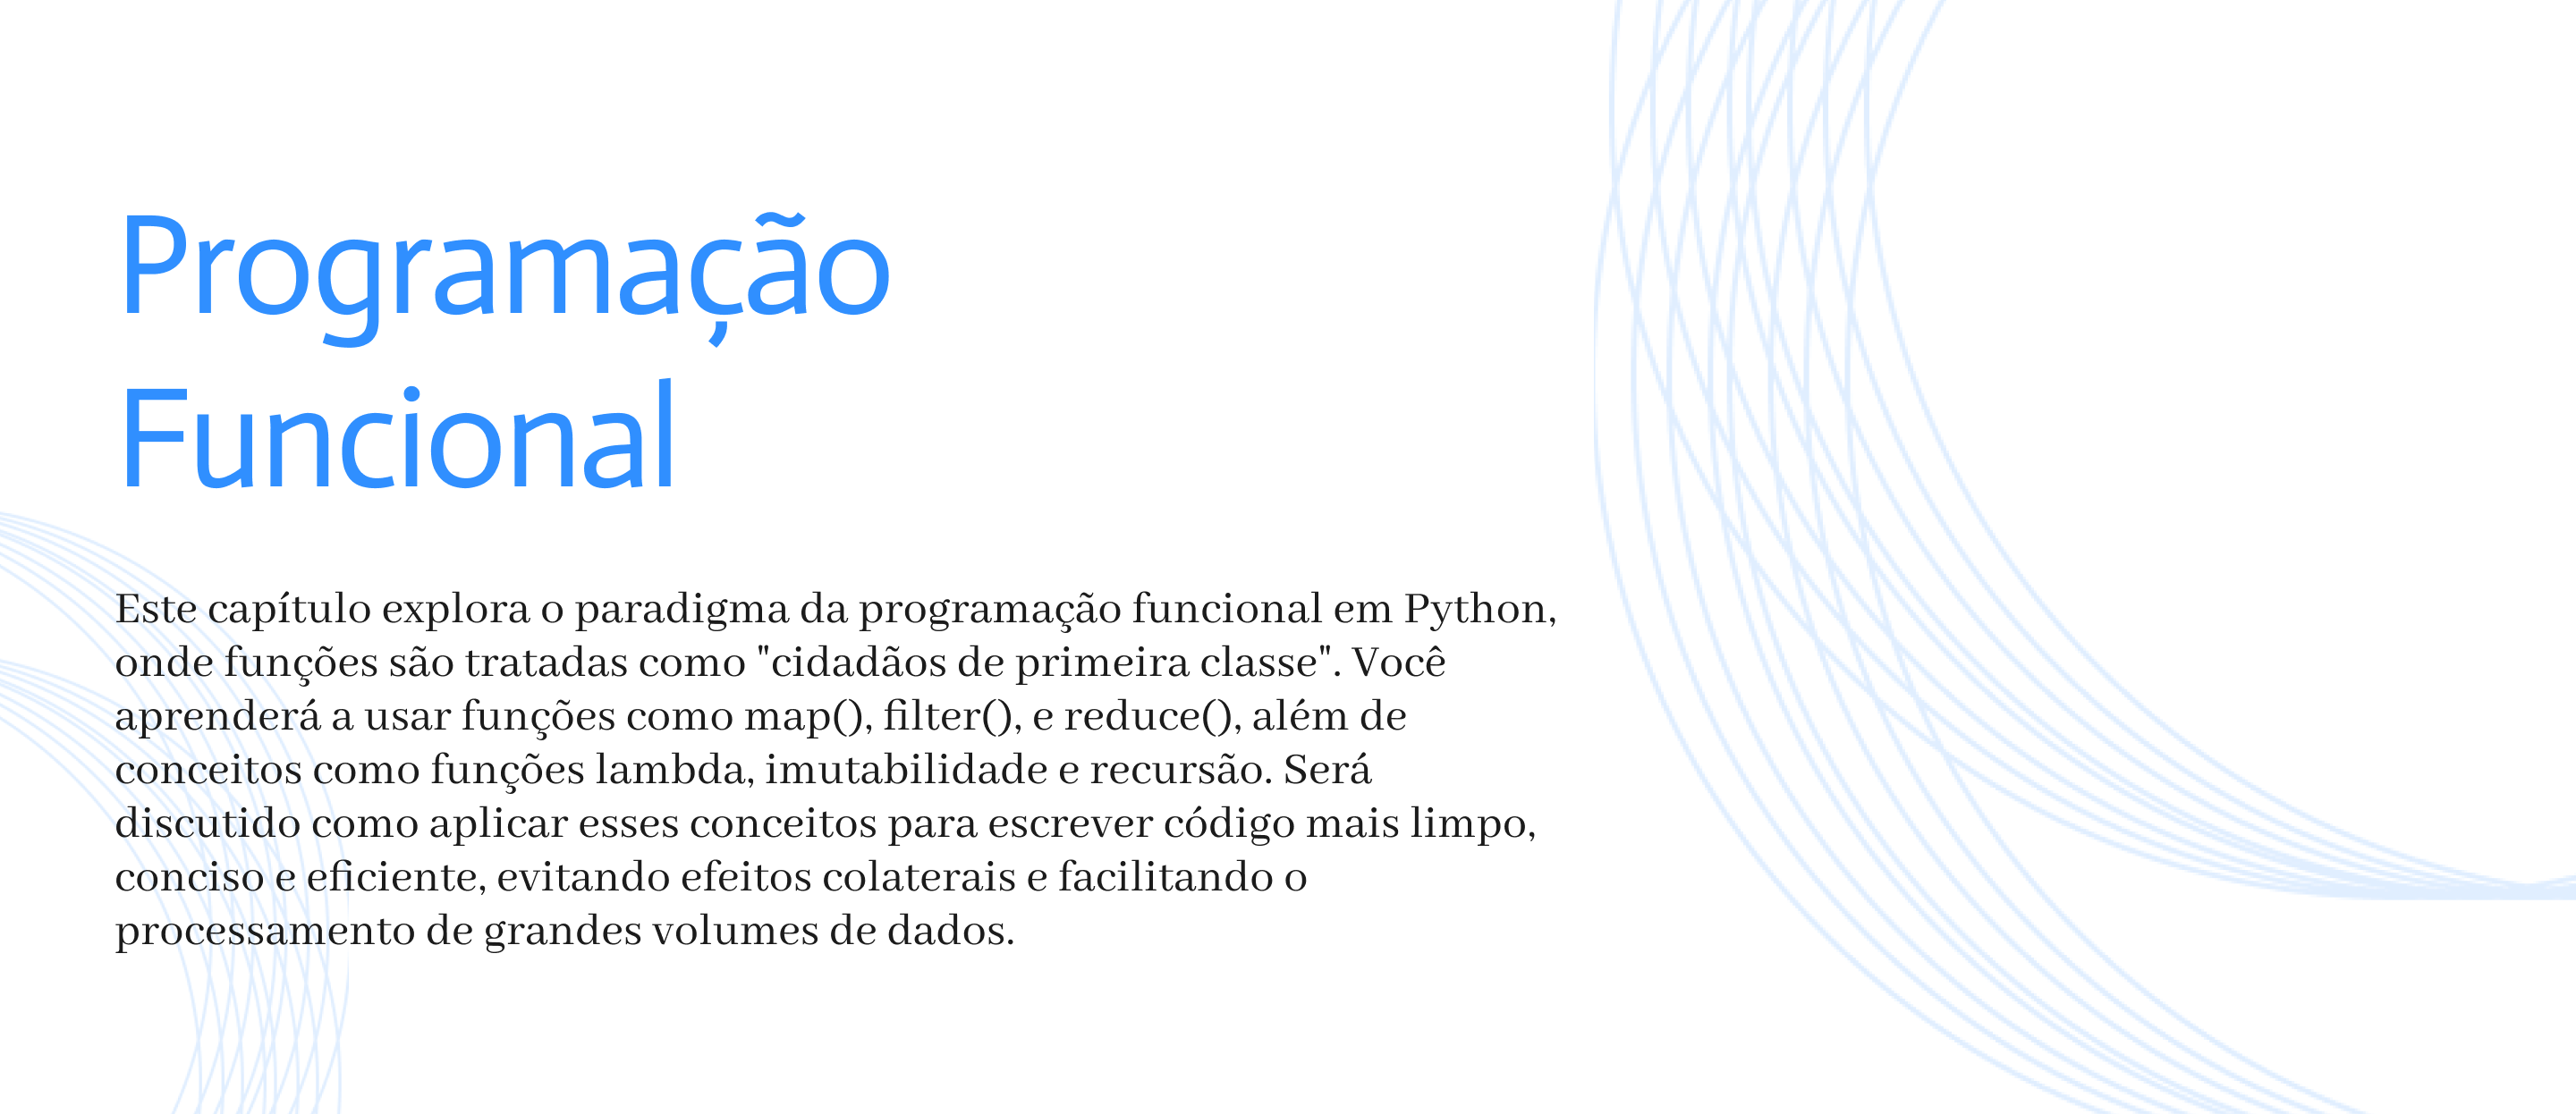 Programação
Funcional
Este capítulo explora o paradigma da programação funcional em Python,
onde funções são tratadas como "cidadãos de primeira classe". Você
aprenderá a usar funções como map(), filter(), e reduce(), além de
conceitos como funções lambda, imutabilidade e recursão. Será
discutido como aplicar esses conceitos para escrever código mais limpo,
conciso e eficiente, evitando efeitos colaterais e facilitando o
processamento de grandes volumes de dados.